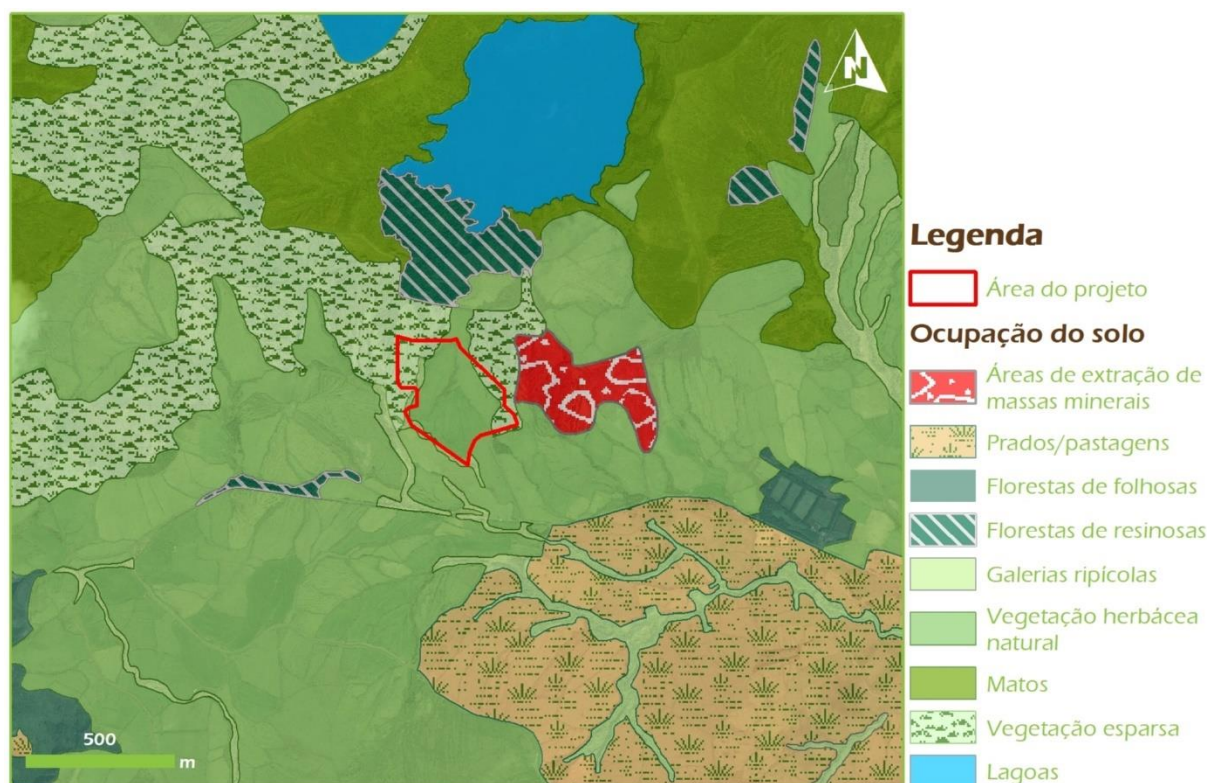 N
Legenda
Área do projeto
Ocupação do solo
Áreas de extração de
massas minerais
Prados/pastagens
Florestas de folhosas
Florestas de resinosas
Galerias ripícolas
Vegetação herbácea
natural
Matos
Vegetação esparsa
Lagoas
500
m